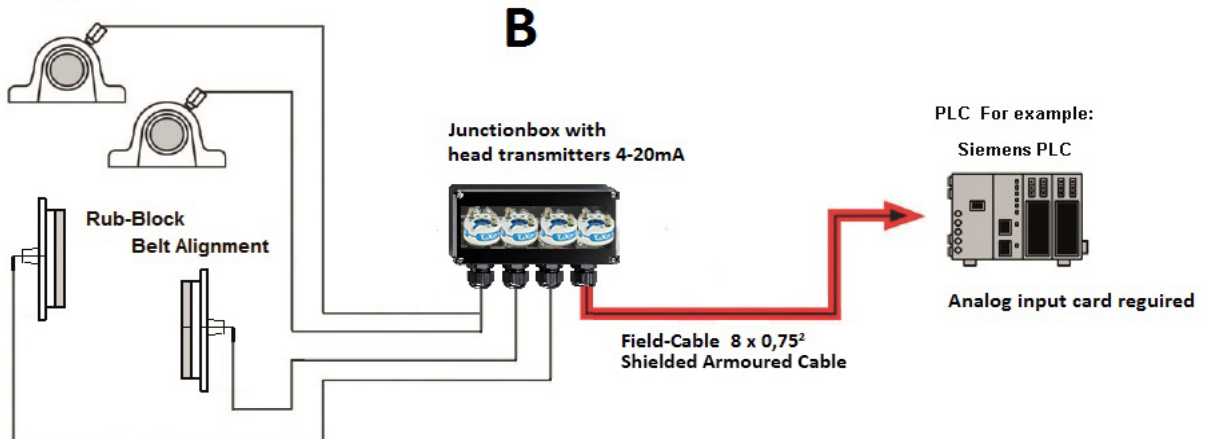 B
Junctionbox with
head transmitters 4-20mA
PLC For example:
Siemens PLC
Rub-Block
Belt Alignment
Analog input card reguired
Field-Cable 8 x 0,75²
Shielded Armoured Cable